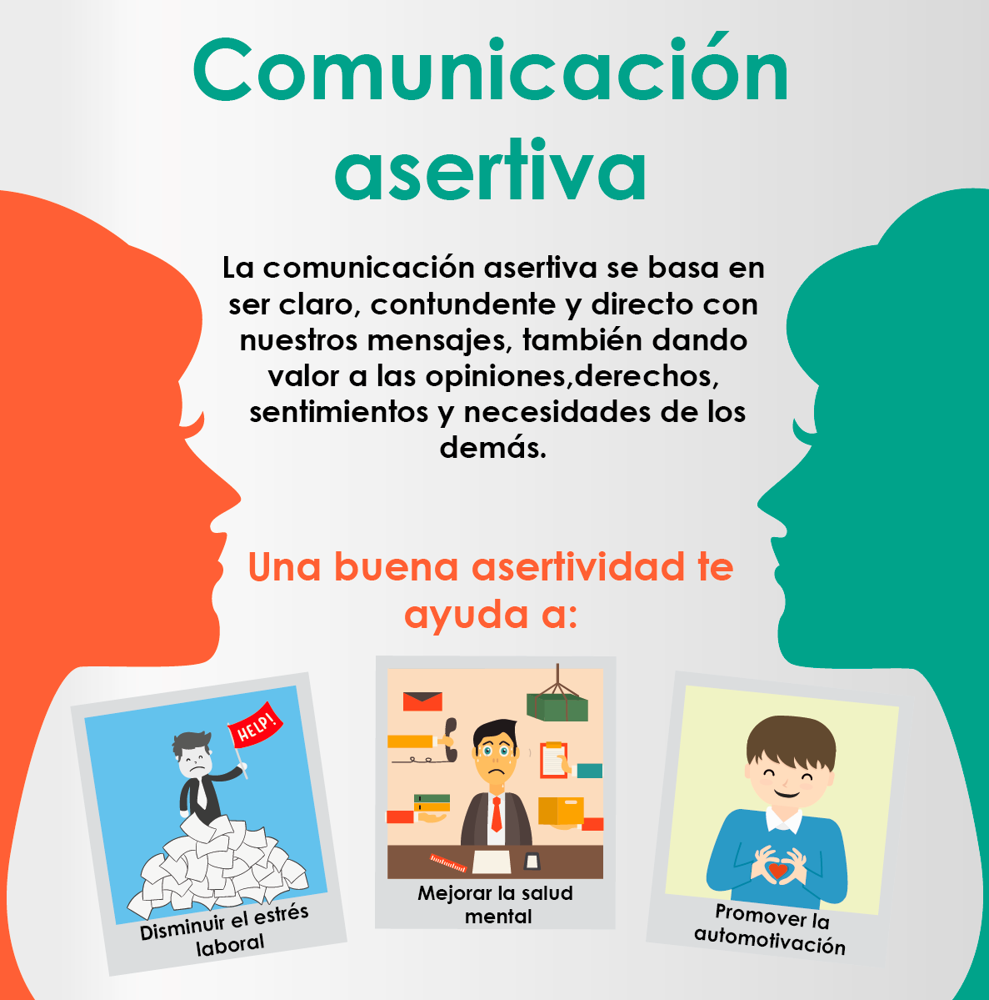 Comunicación
asertiva
La comunicación asertiva se basa en
ser claro, contundente y directo con
nuestros mensajes, también dando
valor a las opiniones,derechos,
sentimientos y necesidades de los
demás.
Una buena asertividad te
ayuda a:
HELP!
Disminuir el estrés
laboral
Mejorar la salud
mental
Promover la
automotivación